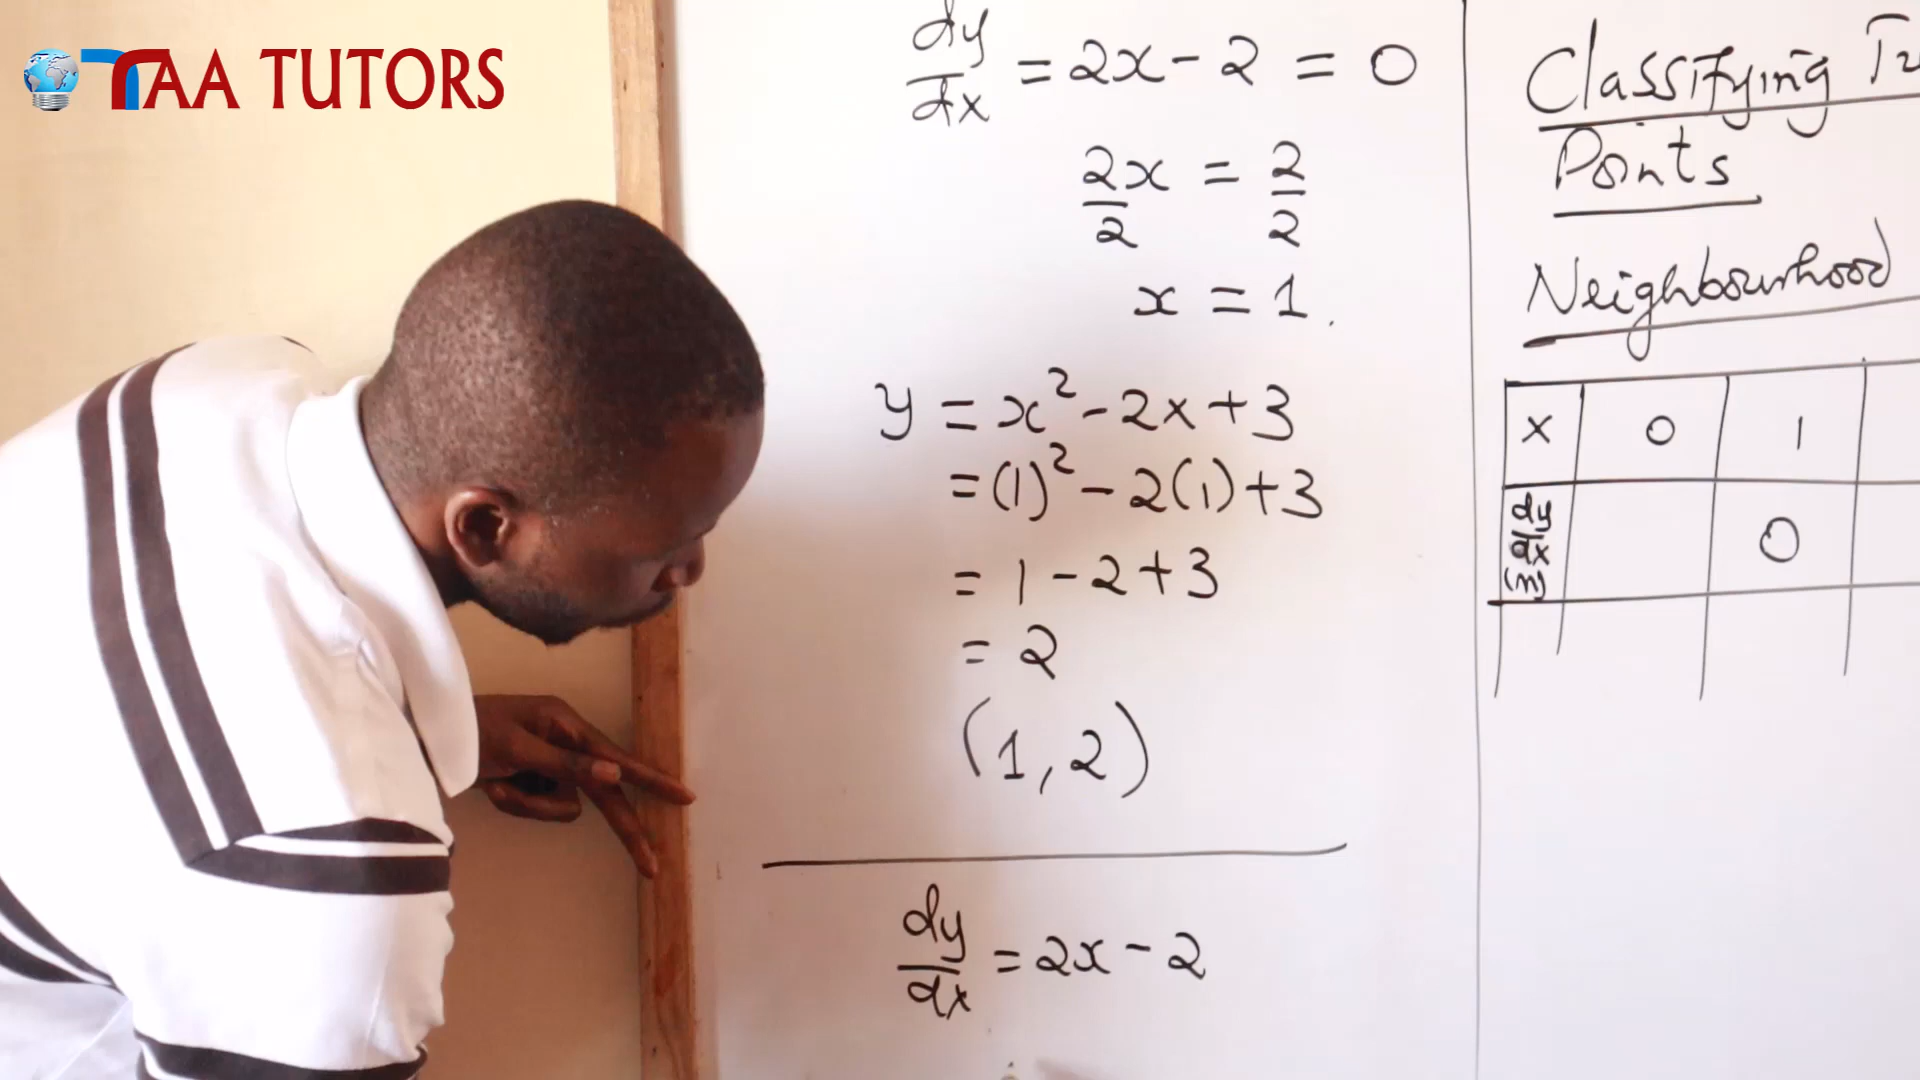 TAA TUTORS
dy/dx = 2x - 2 = 0
2x/2 = 2/2
x = 1.
y = x² - 2x + 3
= (1)² - 2(1) + 3
= 1 - 2 + 3
= 2
(1, 2)
dy/dx = 2x - 2
Classifying
Points
Neighbourhood
x 0 1
dy/dx 0